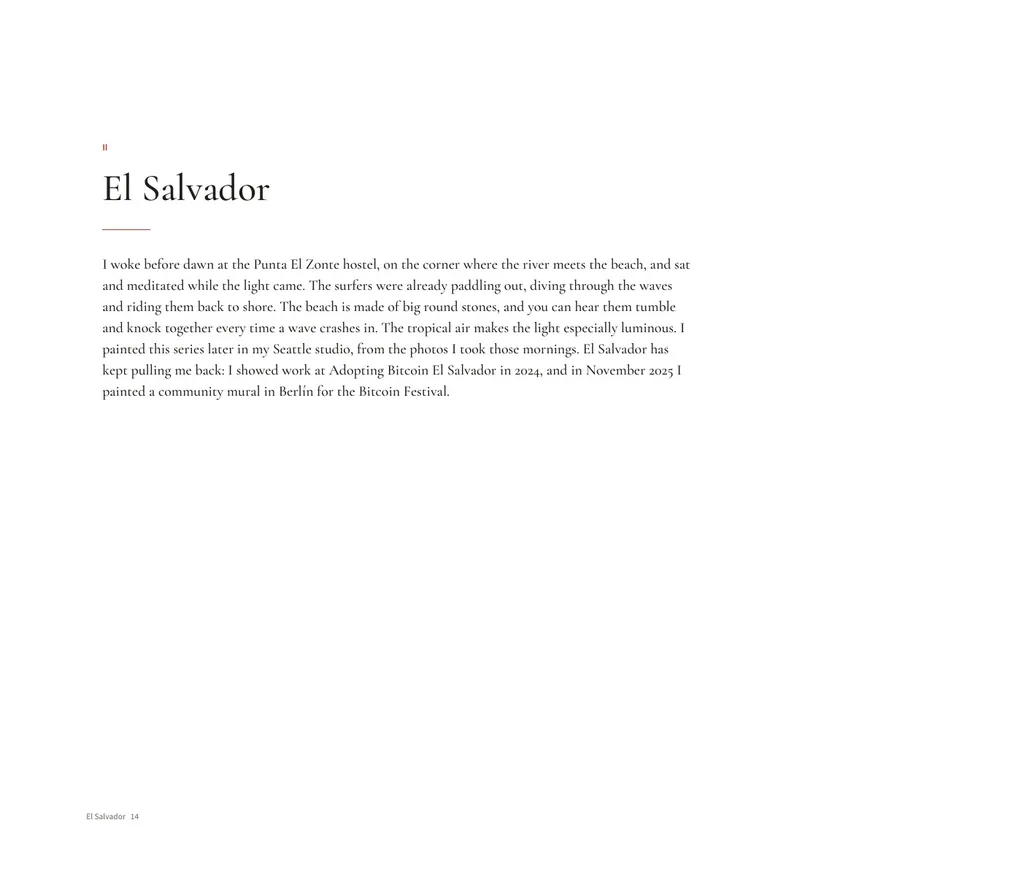 II
El Salvador
I woke before dawn at the Punta El Zonte hostel, on the corner where the river meets the beach, and sat
and meditated while the light came. The surfers were already paddling out, diving through the waves
and riding them back to shore. The beach is made of big round stones, and you can hear them tumble
and knock together every time a wave crashes in. The tropical air makes the light especially luminous. I
painted this series later in my Seattle studio, from the photos I took those mornings. El Salvador has
kept pulling me back: I showed work at Adopting Bitcoin El Salvador in 2024, and in November 2025 I
painted a community mural in Berlín for the Bitcoin Festival.
El Salvador 14